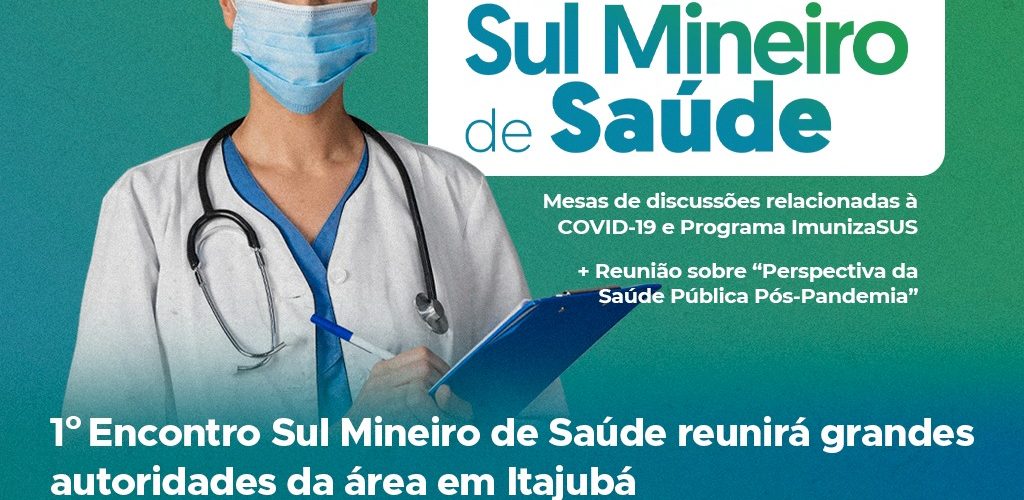 Sul Mineiro
de Saúde
Mesas de discussões relacionadas à
COVID-19 e Programa ImunizaSUS
+ Reunião sobre “Perspectiva da
Saúde Pública Pós-Pandemia”
1º Encontro Sul Mineiro de Saúde reunirá grandes
autoridades da área em Itajubá